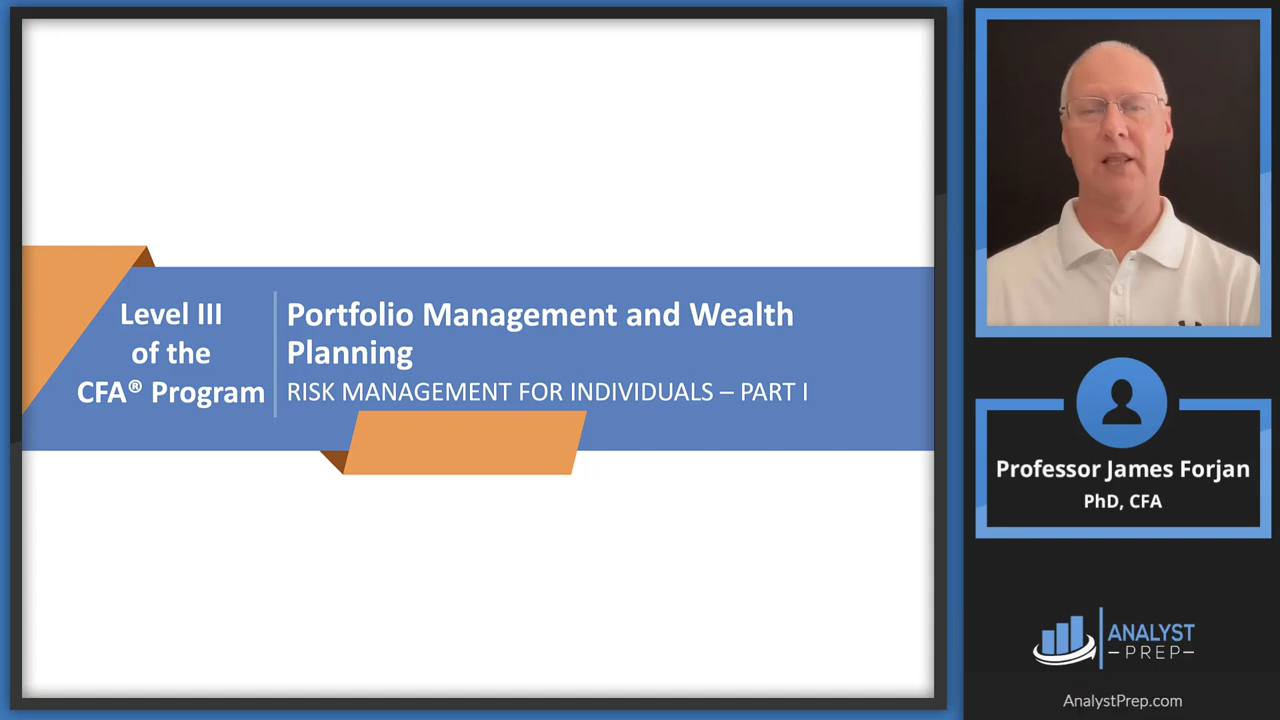 Level III
of the
CFA® Program
Portfolio Management and Wealth
Planning
RISK MANAGEMENT FOR INDIVIDUALS – PART I
Professor James Forjan
PhD, CFA
ANALYST
PREP
AnalystPrep.com